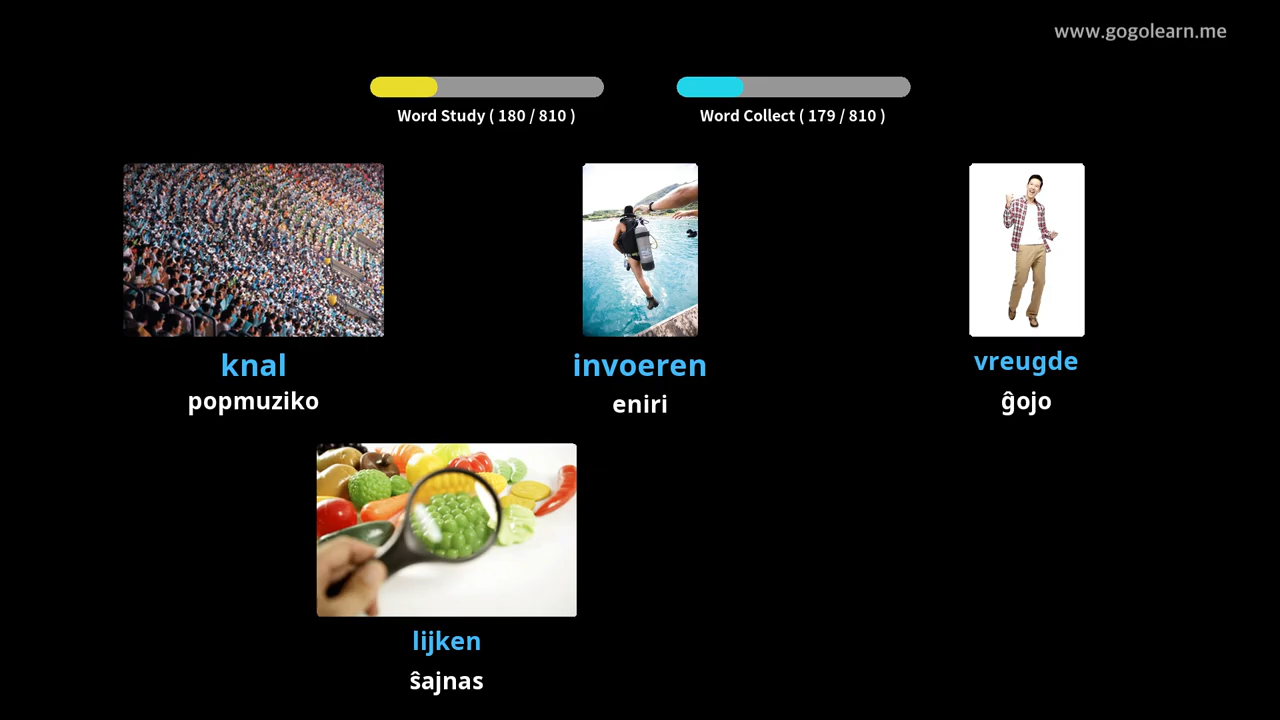 www.gogolearn.me
Word Study ( 180 / 810 )
Word Collect ( 179 / 810 )
knal
popmuziko
invoeren
eniri
vreugde
ĝojo
lijken
ŝajnas